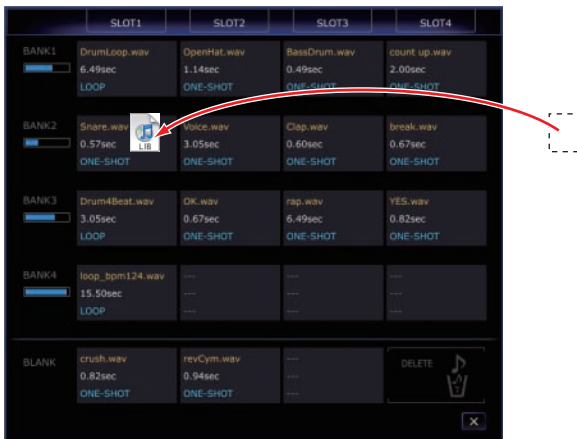 SLOT1 SLOT2 SLOT3 SLOT4
BANK1 DrumLoop.wav OpenHat.wav BassDrum.wav count up.wav
6.49sec 1.14sec 0.49sec 2.00sec
LOOP ONE-SHOT ONE-SHOT ONE-SHOT
BANK2 Snare.wav Voice.wav Clap.wav break.wav
LIB
0.57sec 3.05sec 0.60sec 0.67sec
ONE-SHOT ONE-SHOT ONE-SHOT ONE-SHOT
BANK3 Drum4Beat.wav OK.wav rap.wav YES.wav
3.05sec 0.67sec 6.49sec 0.82sec
LOOP ONE-SHOT ONE-SHOT ONE-SHOT
BANK4 loop_bpm124.wav --- --- ---
15.50sec --- --- ---
LOOP --- --- ---
BLANK crush.wav revCym.wav --- DELETE
0.82sec 0.94sec ---
ONE-SHOT ONE-SHOT ---
X